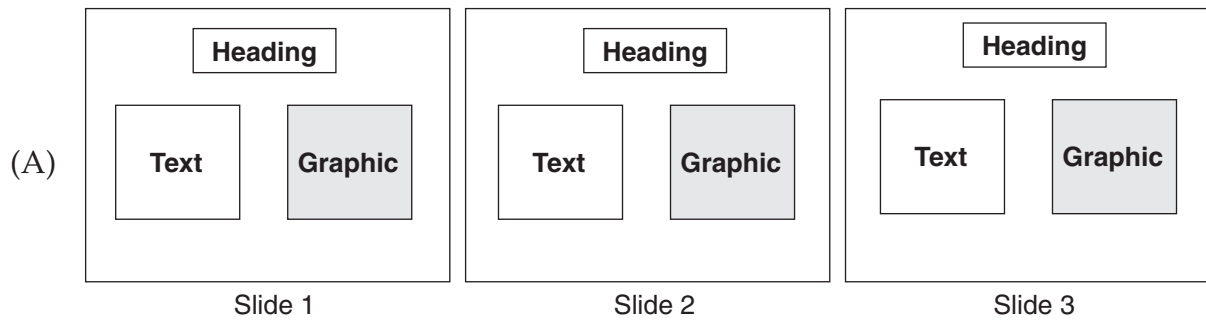 Heading Heading Heading
(A) Text Graphic Text Graphic Text Graphic
Slide 1 Slide 2 Slide 3